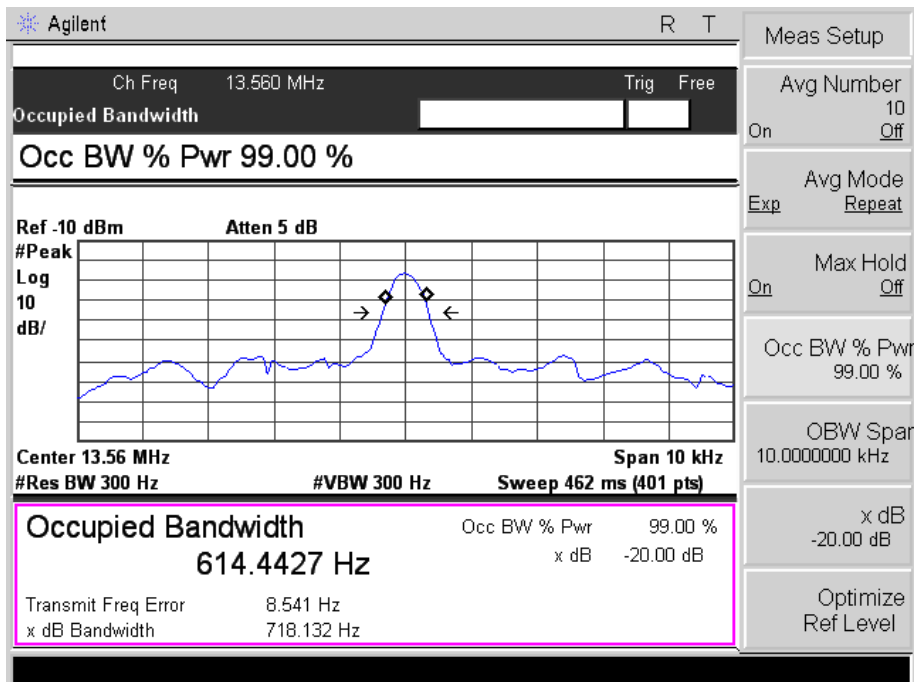 Agilent R T
Ch Freq 13.560 MHz Trig Free
Occupied Bandwidth
Occ BW % Pwr 99.00 %
Ref -10 dBm Atten 5 dB
#Peak
Log
10
dB/
Center 13.56 MHz Span 10 kHz
#Res BW 300 Hz #VBW 300 Hz Sweep 462 ms (401 pts)
Occupied Bandwidth
614.4427 Hz
Occ BW % Pwr 99.00 %
x dB -20.00 dB
Transmit Freq Error 8.541 Hz
x dB Bandwidth 718.132 Hz
Meas Setup
Avg Number
10
On Off
Avg Mode
Exp Repeat
Max Hold
On Off
Occ BW % Pwr
99.00 %
OBW Span
10.0000000 kHz
x dB
-20.00 dB
Optimize
Ref Level